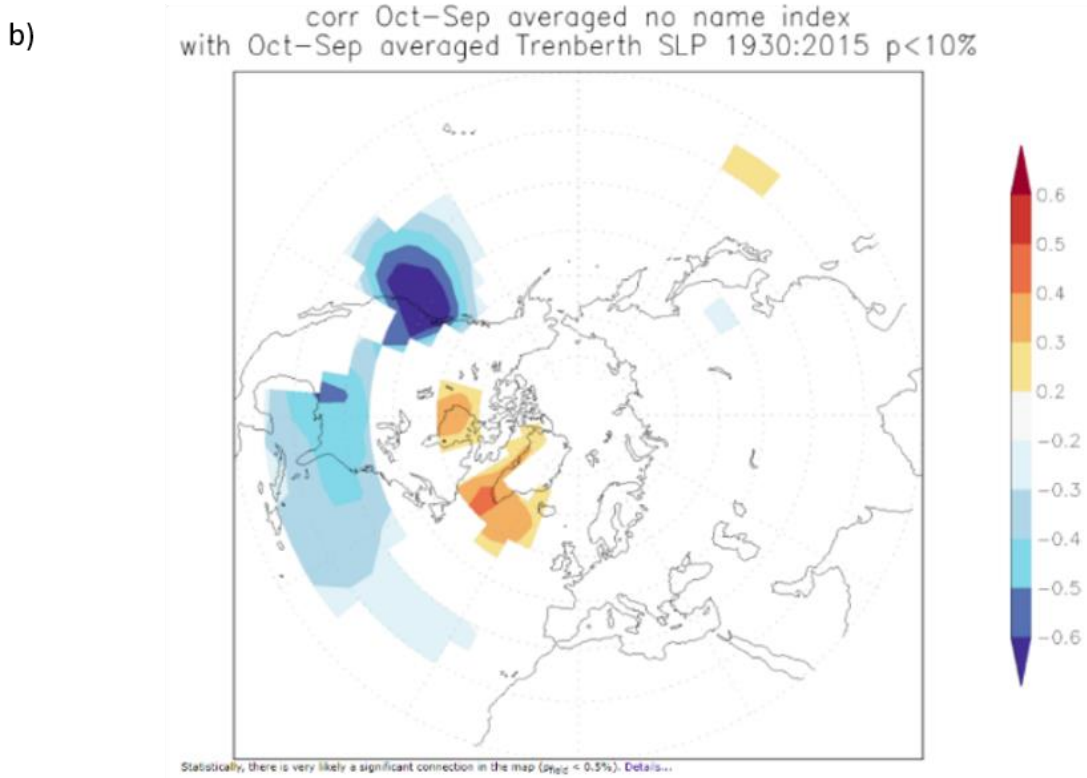 b)
corr Oct-Sep averaged no name index
with Oct-Sep averaged Trenberth SLP 1930:2015 p<10%
0.6
0.5
0.4
0.3
0.2
-0.2
-0.3
-0.4
-0.5
-0.6
Statistically, there is very likely a significant connection in the map (p_field < 0.5%). Details...